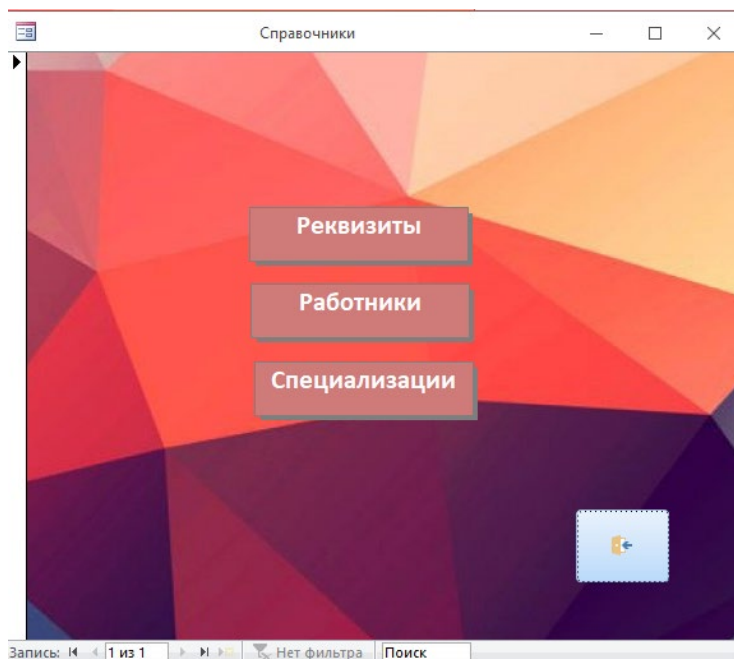 Справочники
Реквизиты
Работники
Специализации
Запись: 1 из 1 Нет фильтра Поиск